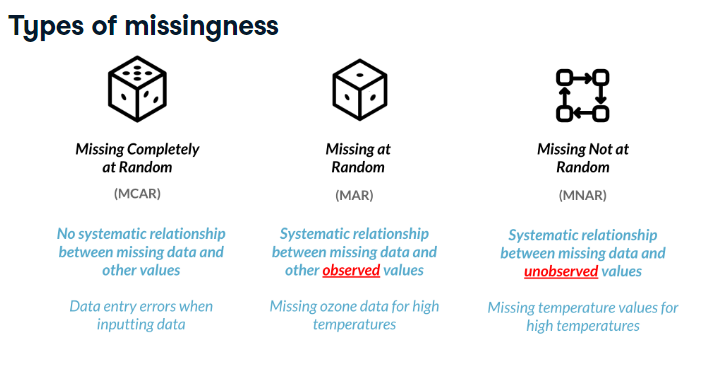 Types of missingness
Missing Completely
at Random
(MCAR)
No systematic relationship
between missing data and
other values
Data entry errors when
inputting data
Missing at
Random
(MAR)
Systematic relationship
between missing data and
other observed values
Missing ozone data for high
temperatures
Missing Not at
Random
(MNAR)
Systematic relationship
between missing data and
unobserved values
Missing temperature values for
high temperatures